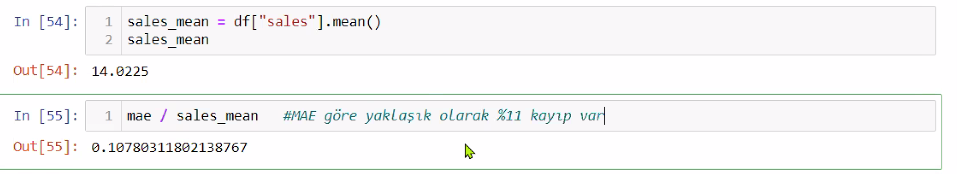 In [54]:
1 sales_mean = df["sales"].mean()
2 sales_mean
Out[54]: 14.0225
In [55]:
1 mae / sales_mean #MAE göre yaklaşık olarak %11 kayıp var
Out[55]: 0.10780311802138767